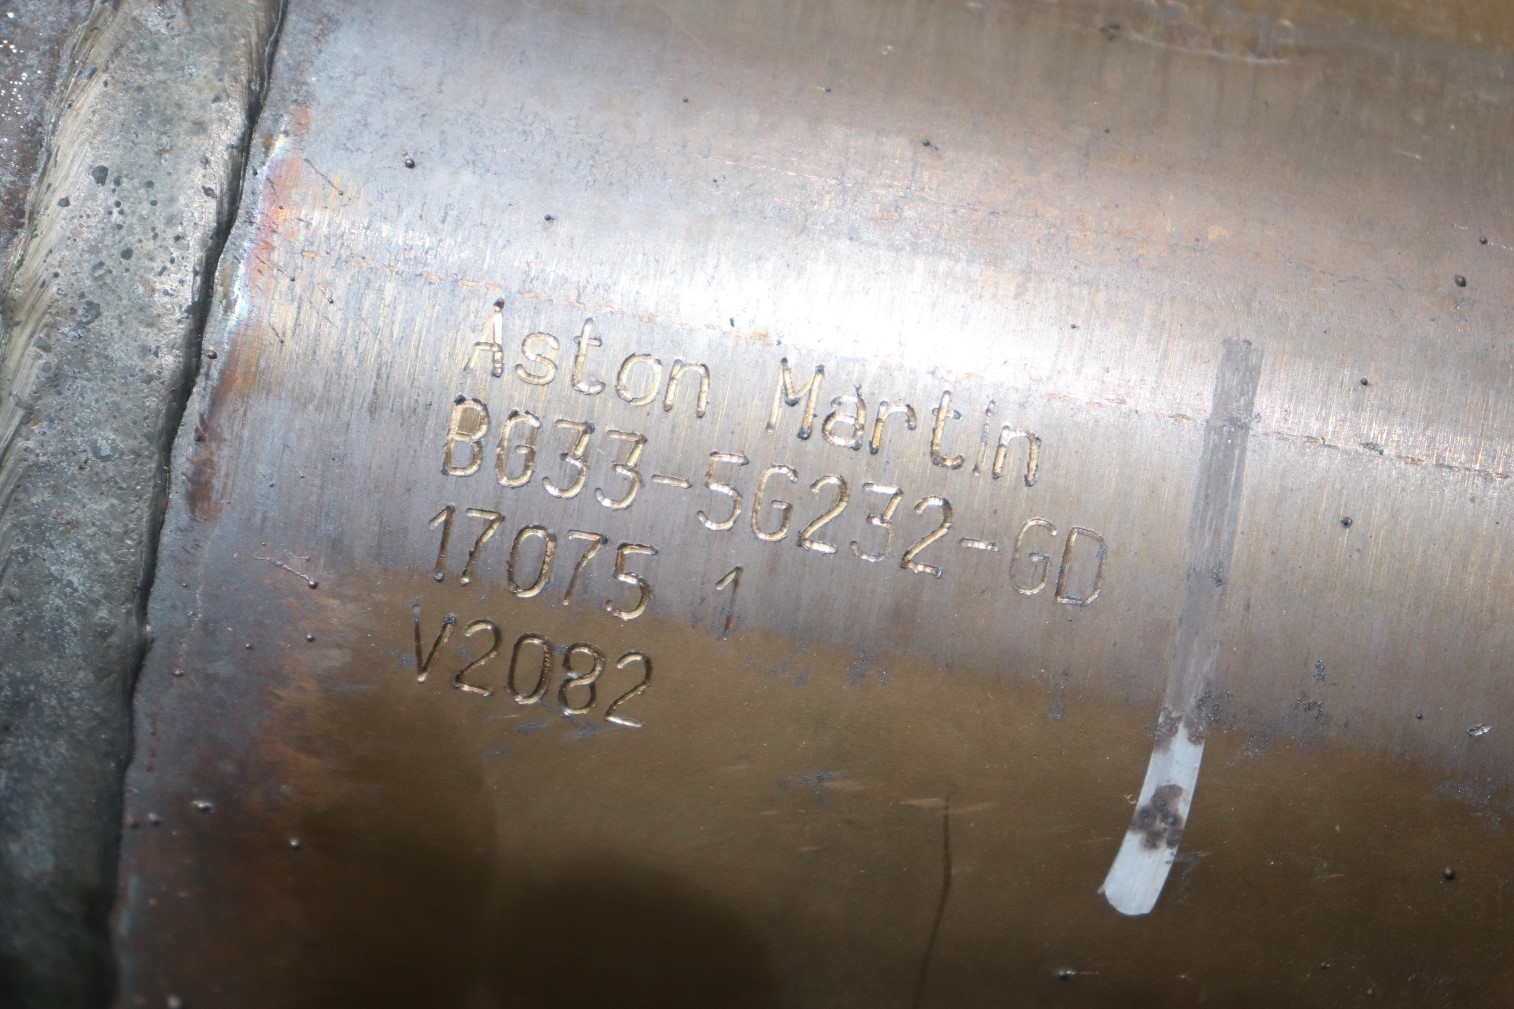 Aston Martin
BG33-5G232-GD
17075 1
V2082